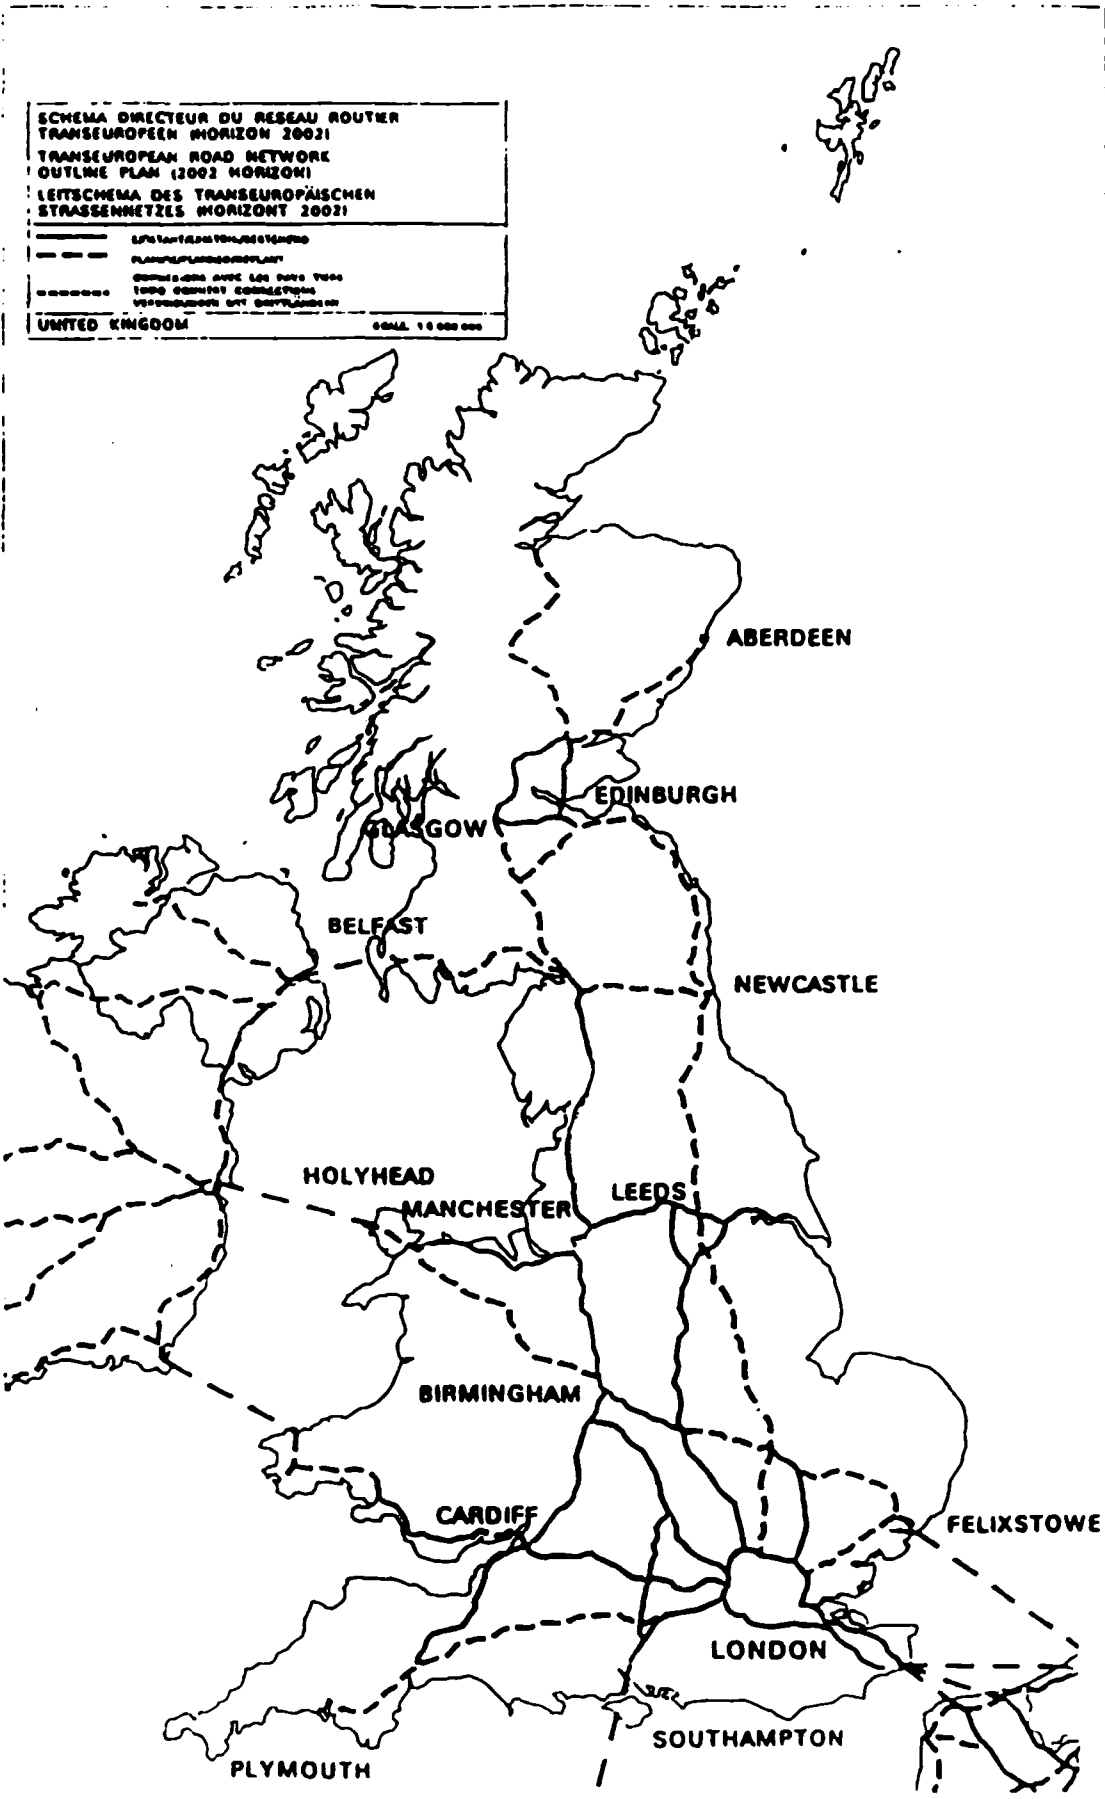 SCHEMA DIRECTEUR DU RESEAU ROUTIER
TRANSEUROPEEN (HORIZON 2002)
TRANSEUROPEAN ROAD NETWORK
OUTLINE PLAN (2002 HORIZON)
LEITSCHEMA DES TRANSEUROPÄISCHEN
STRASSENNETZES (HORIZONT 2002)
UNITED KINGDOM
ABERDEEN
EDINBURGH
GLASGOW
BELFAST
NEWCASTLE
HOLYHEAD
LEEDS
MANCHESTER
BIRMINGHAM
CARDIFF
FELIXSTOWE
LONDON
SOUTHAMPTON
PLYMOUTH